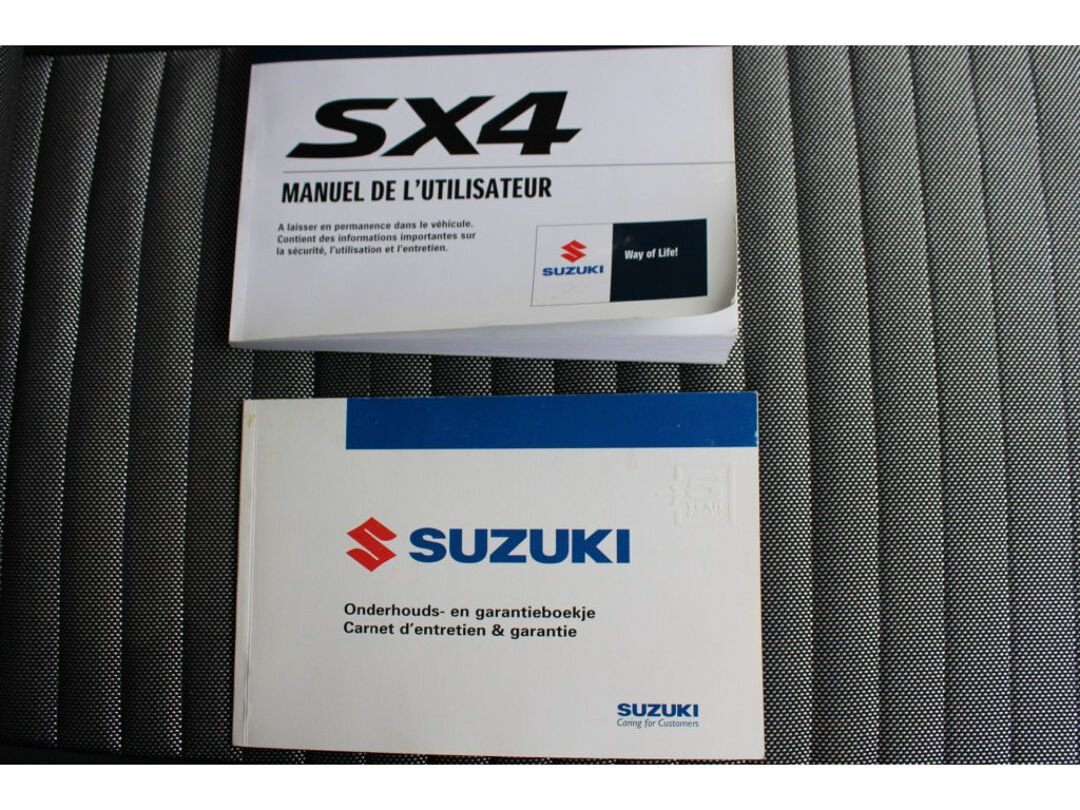 SX4
MANUEL DE L'UTILISATEUR
A laisser en permanence dans le véhicule.
Contient des informations importantes sur
la sécurité, l'utilisation et l'entretien.
SUZUKI
Way of Life!
SUZUKI
Onderhouds- en garantieboekje
Carnet d'entretien & garantie
SUZUKI
Caring for Customers